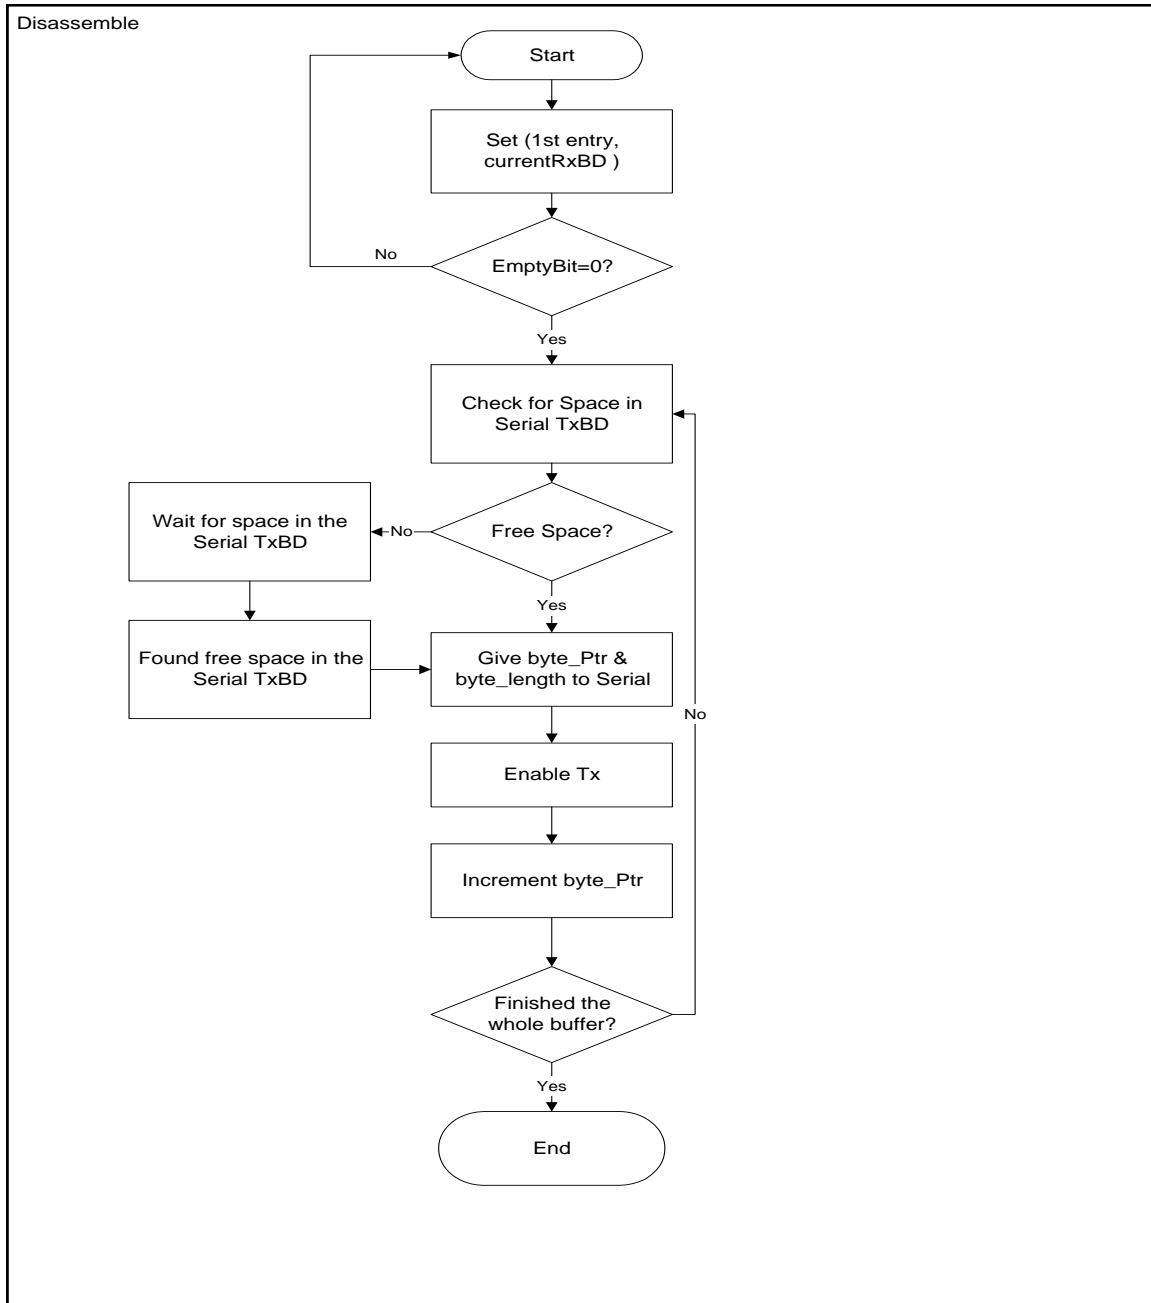 Disassemble
Start
Set (1st entry,
currentRxBD )
No
EmptyBit=0?
Yes
Check for Space in
Serial TxBD
Wait for space in the
Serial TxBD
No
Free Space?
Yes
Found free space in the
Serial TxBD
Give byte_Ptr &
byte_length to Serial
No
Enable Tx
Increment byte_Ptr
Finished the
whole buffer?
Yes
End